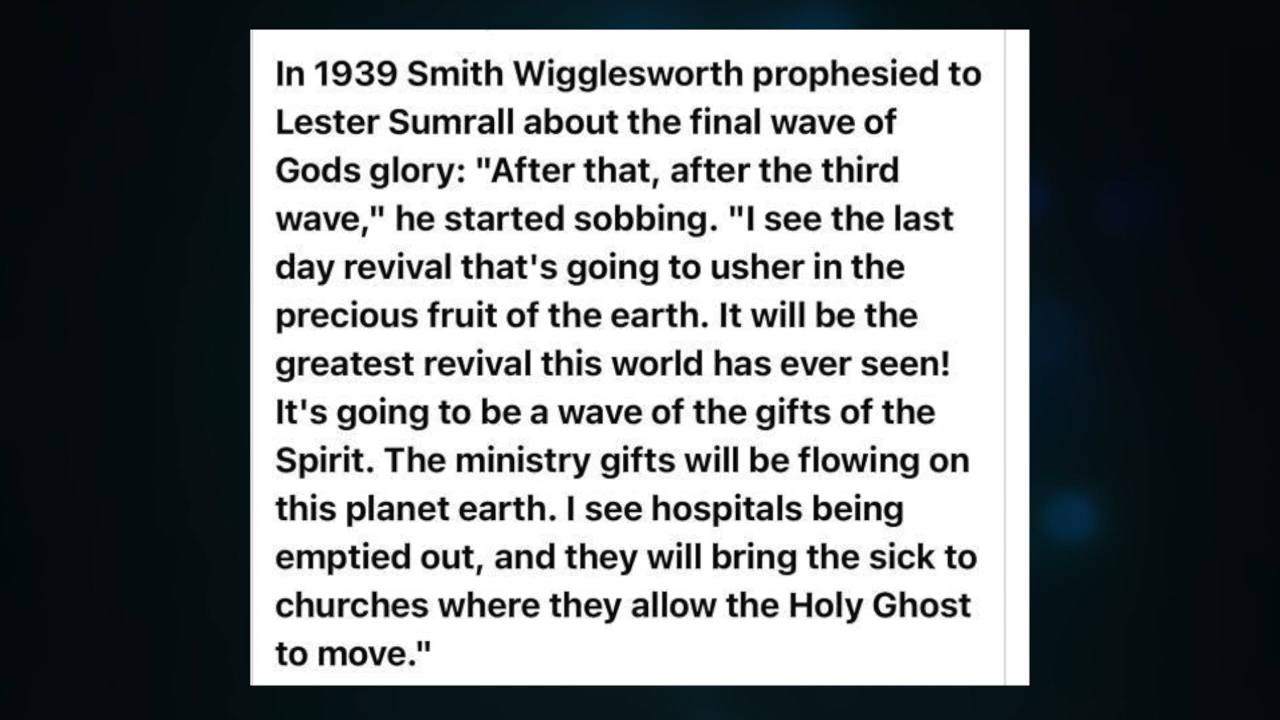 In 1939 Smith Wigglesworth prophesied to
Lester Sumrall about the final wave of
Gods glory: "After that, after the third
wave," he started sobbing. "I see the last
day revival that's going to usher in the
precious fruit of the earth. It will be the
greatest revival this world has ever seen!
It's going to be a wave of the gifts of the
Spirit. The ministry gifts will be flowing on
this planet earth. I see hospitals being
emptied out, and they will bring the sick to
churches where they allow the Holy Ghost
to move."